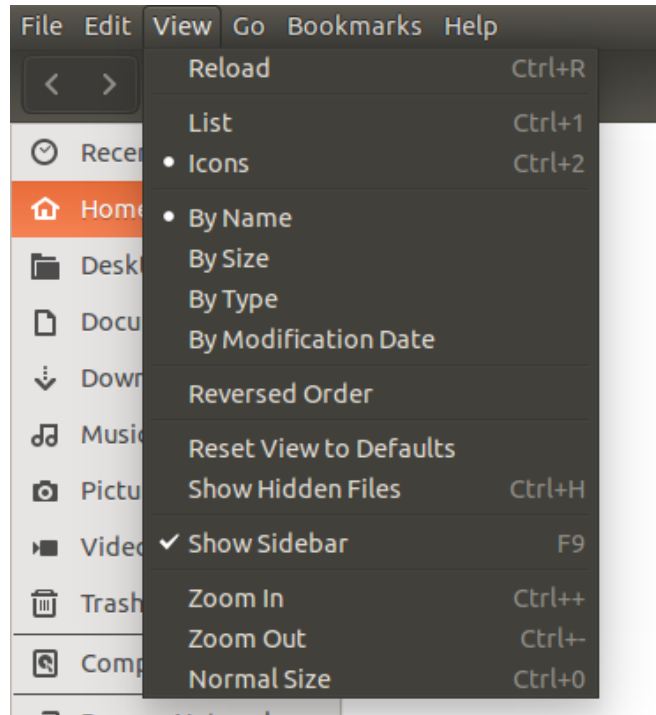 File Edit View Go Bookmarks Help
Reload Ctrl+R
List Ctrl+1
Icons Ctrl+2
By Name
By Size
By Type
By Modification Date
Reversed Order
Reset View to Defaults
Show Hidden Files Ctrl+H
Show Sidebar F9
Zoom In Ctrl++
Zoom Out Ctrl+-
Normal Size Ctrl+0
Home
Trash